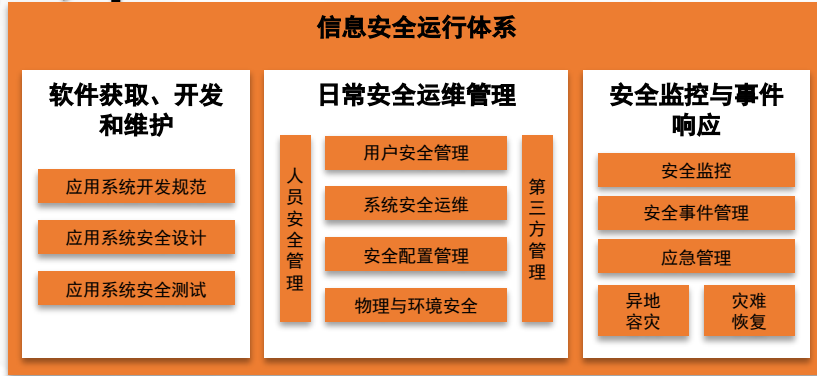 信息安全运行体系
软件获取、开发
和维护
应用系统开发规范
应用系统安全设计
应用系统安全测试
日常安全运维管理
人员安全管理
用户安全管理
系统安全运维
安全配置管理
物理与环境安全
第三方管理
安全监控与事件
响应
安全监控
安全事件管理
应急管理
异地
容灾
灾难
恢复